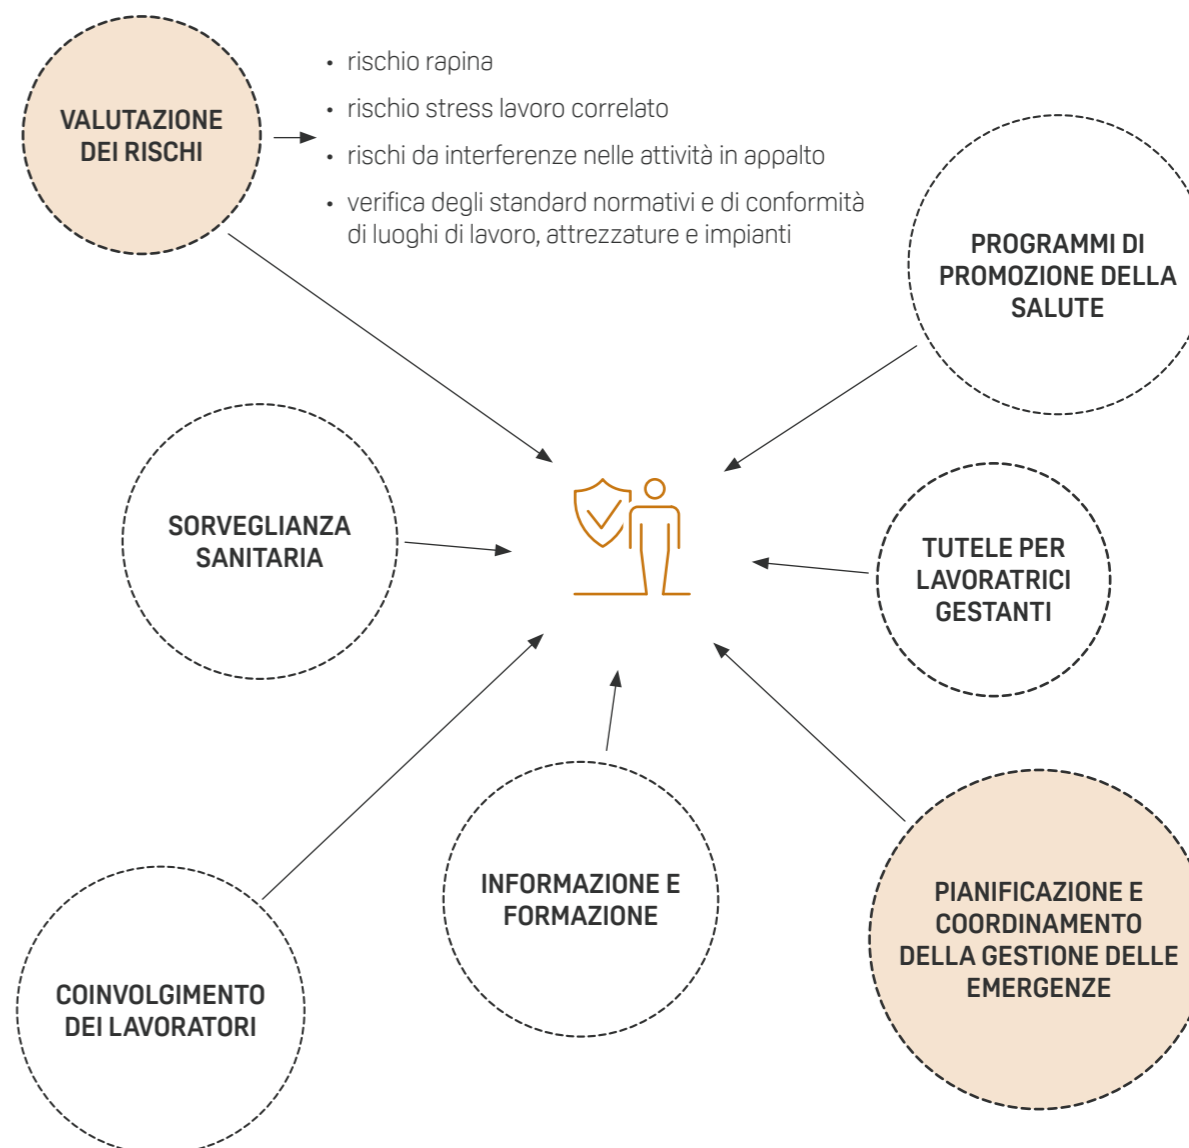 VALUTAZIONE
DEI RISCHI
• rischio rapina
• rischio stress lavoro correlato
• rischi da interferenze nelle attività in appalto
• verifica degli standard normativi e di conformità
di luoghi di lavoro, attrezzature e impianti
PROGRAMMI DI
PROMOZIONE DELLA
SALUTE
SORVEGLIANZA
SANITARIA
TUTELE PER
LAVORATRICI
GESTANTI
INFORMAZIONE E
FORMAZIONE
PIANIFICAZIONE E
COORDINAMENTO
DELLA GESTIONE DELLE
EMERGENZE
COINVOLGIMENTO
DEI LAVORATORI